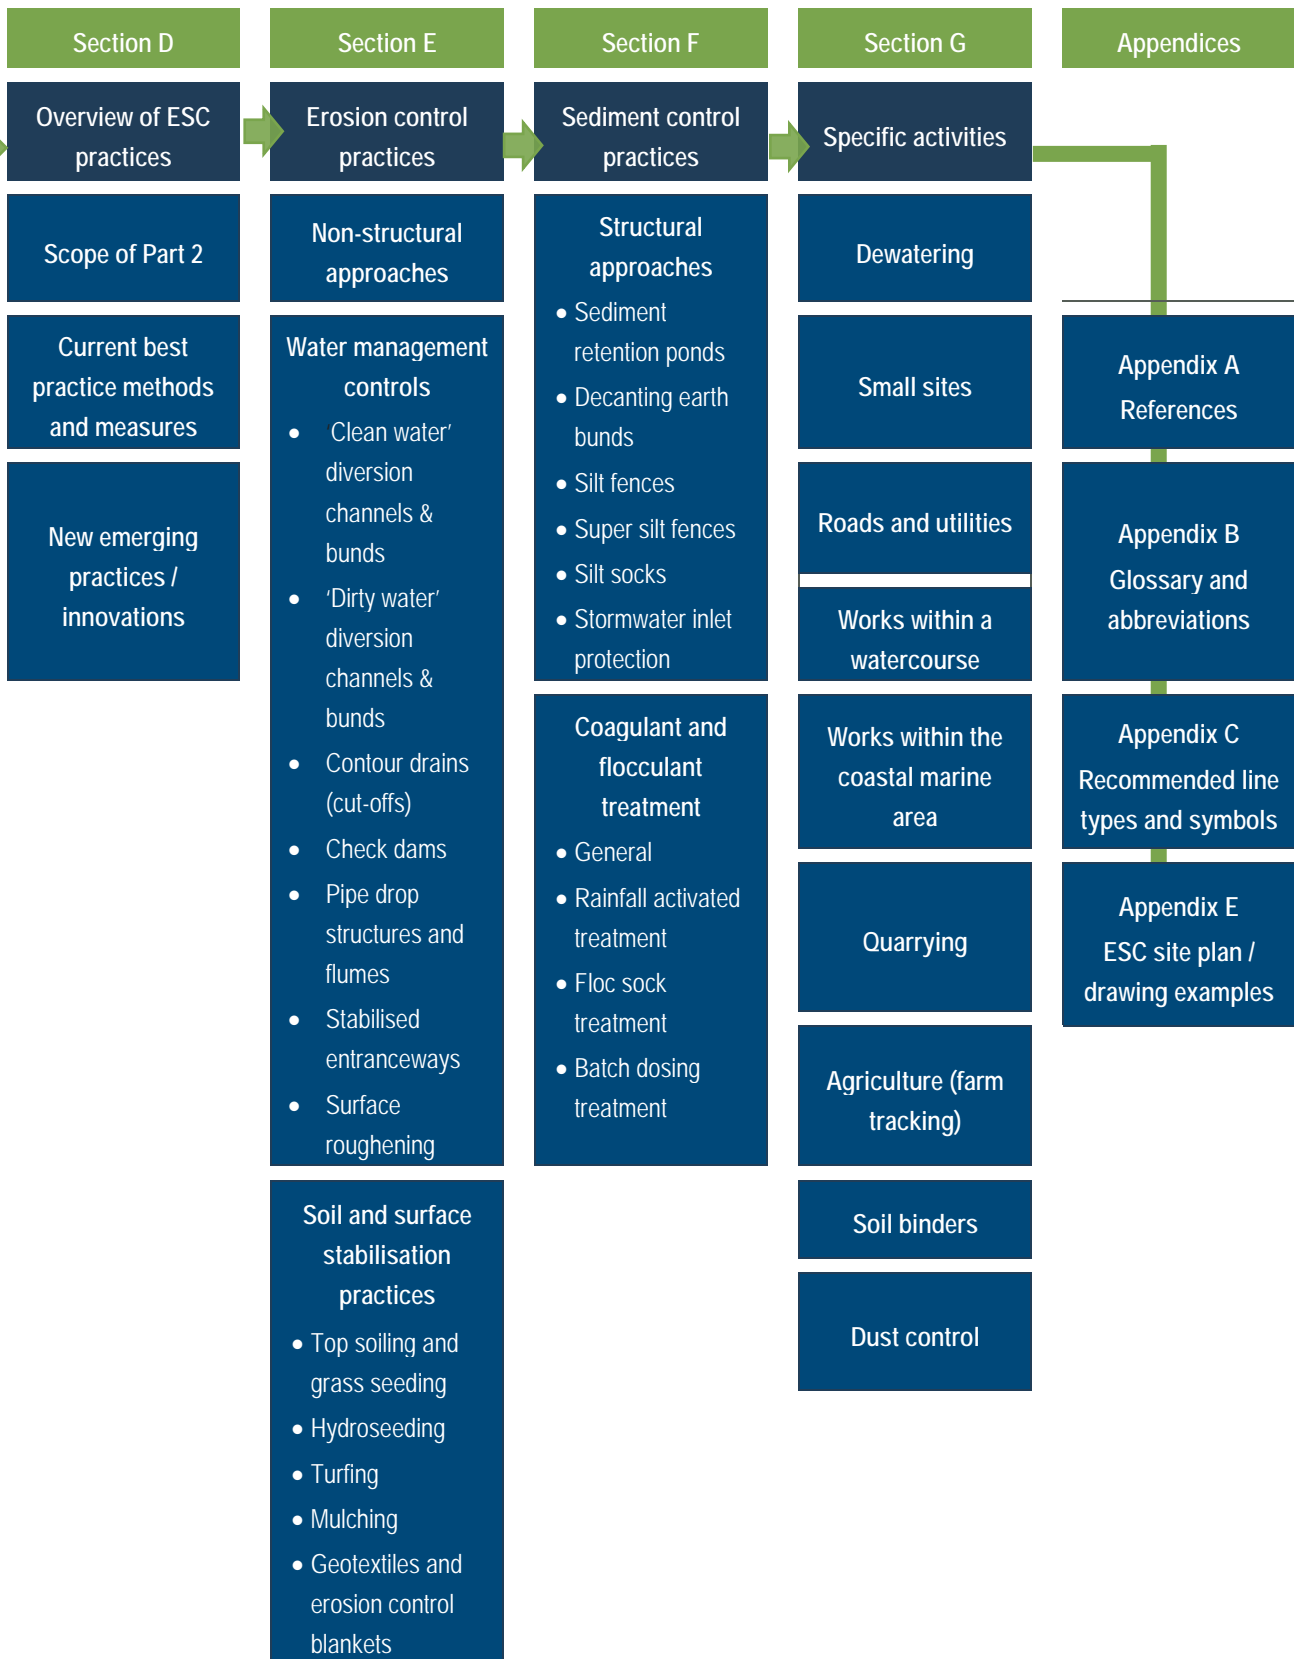 Section D
Overview of ESC
practices
Scope of Part 2
Current best
practice methods
and measures
New emerging
practices /
innovations
Section E
Erosion control
practices
Non-structural
approaches
Water management
controls
• ‘Clean water’
diversion
channels &
bunds
• ‘Dirty water’
diversion
channels &
bunds
• Contour drains
(cut-offs)
• Check dams
• Pipe drop
structures and
flumes
• Stabilised
entranceways
• Surface
roughening
Soil and surface
stabilisation
practices
• Top soiling and
grass seeding
• Hydroseeding
• Turfing
• Mulching
• Geotextiles and
erosion control
blankets
Section F
Sediment control
practices
Structural
approaches
• Sediment
retention ponds
• Decanting earth
bunds
• Silt fences
• Super silt fences
• Silt socks
• Stormwater inlet
protection
Coagulant and
flocculant
treatment
• General
• Rainfall activated
treatment
• Floc sock
treatment
• Batch dosing
treatment
Section G
Specific activities
Dewatering
Small sites
Roads and utilities
Works within a
watercourse
Works within the
coastal marine
area
Quarrying
Agriculture (farm
tracking)
Soil binders
Dust control
Appendices
Appendix A
References
Appendix B
Glossary and
abbreviations
Appendix C
Recommended line
types and symbols
Appendix E
ESC site plan /
drawing examples